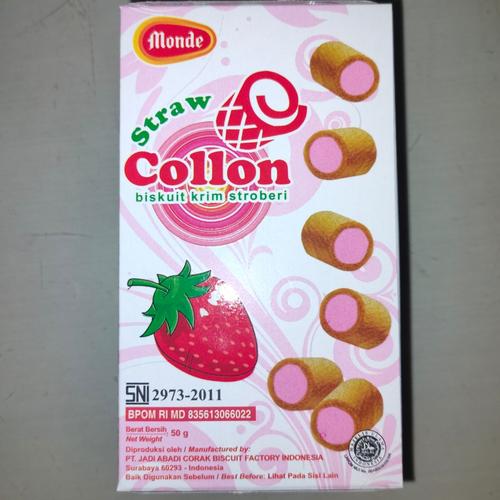 Monde
Straw
Collon
biskuit krim stroberi
SNI 2973-2011
BPOM RI MD 835613066022
Berat Bersih
Net Weight 50 g
Diproduksi oleh / Manufactured by:
PT. JADI ABADI CORAK BISCUIT FACTORY INDONESIA
Surabaya 60293 - Indonesia
Baik Digunakan Sebelum / Best Before: Lihat Pada Sisi Lain